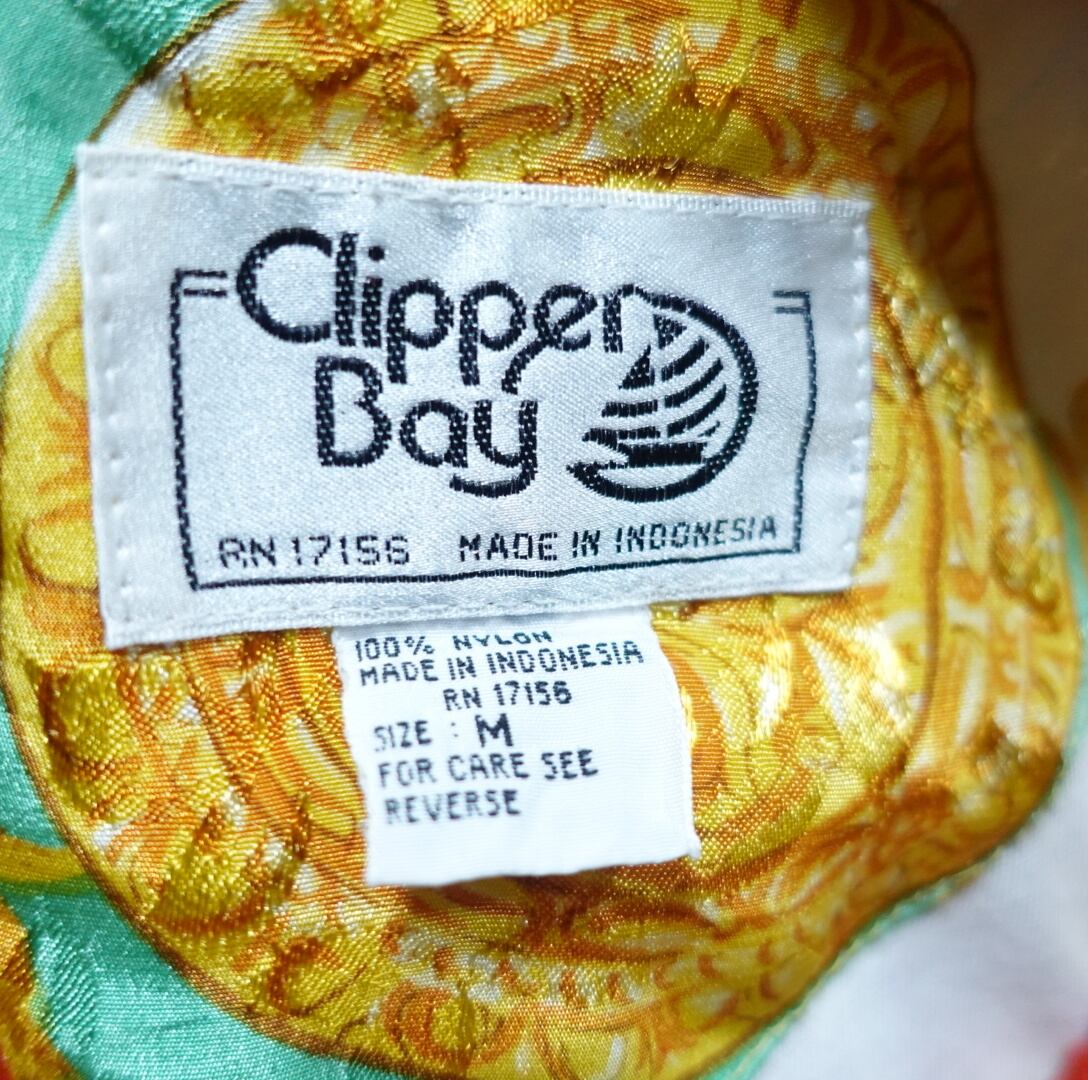 Clipper
Bay
RN 17156 MADE IN INDONESIA
100% NYLON
MADE IN INDONESIA
RN 17156
SIZE : M
FOR CARE SEE
REVERSE